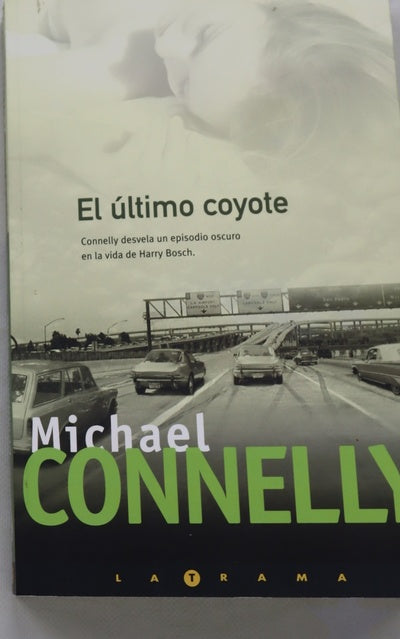 El último coyote
Connelly desvela un episodio oscuro
en la vida de Harry Bosch.
Michael
CONNELLY
LA TRAMA